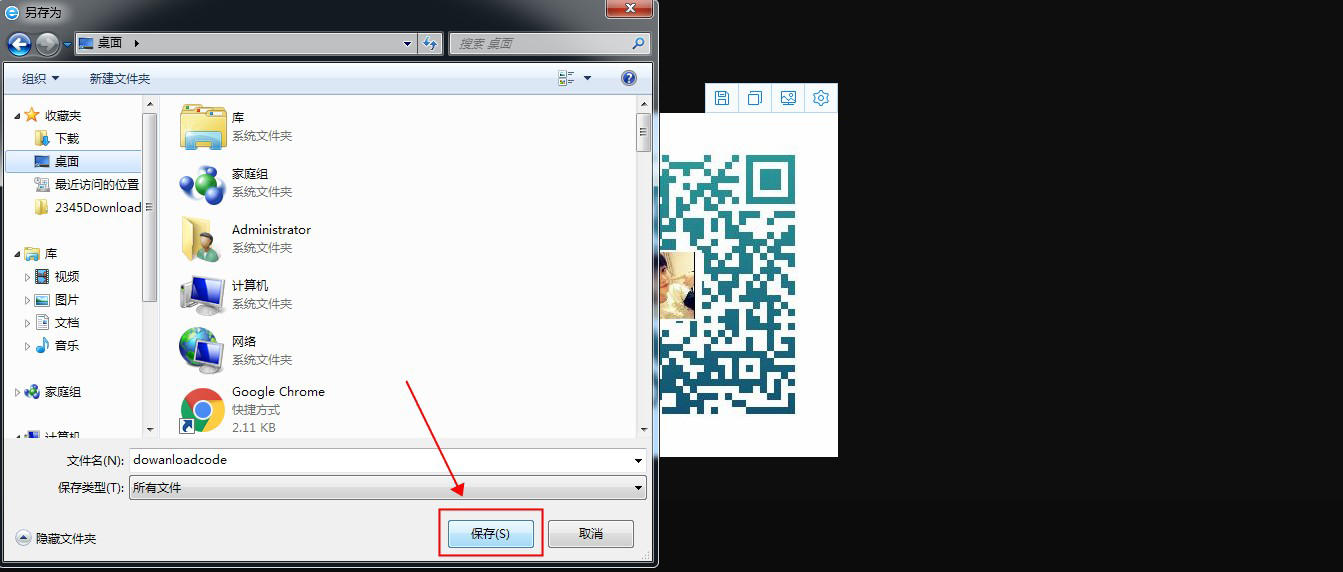 另存为
桌面
搜索 桌面
组织
新建文件夹
收藏夹
下载
桌面
最近访问的位置
2345Download
库
视频
图片
文档
音乐
家庭组
计算机
库
系统文件夹
家庭组
系统文件夹
Administrator
系统文件夹
计算机
系统文件夹
网络
系统文件夹
Google Chrome
快捷方式
2.11 KB
文件名(N):
dowanloadcode
保存类型(T):
所有文件
隐藏文件夹
保存(S)
取消